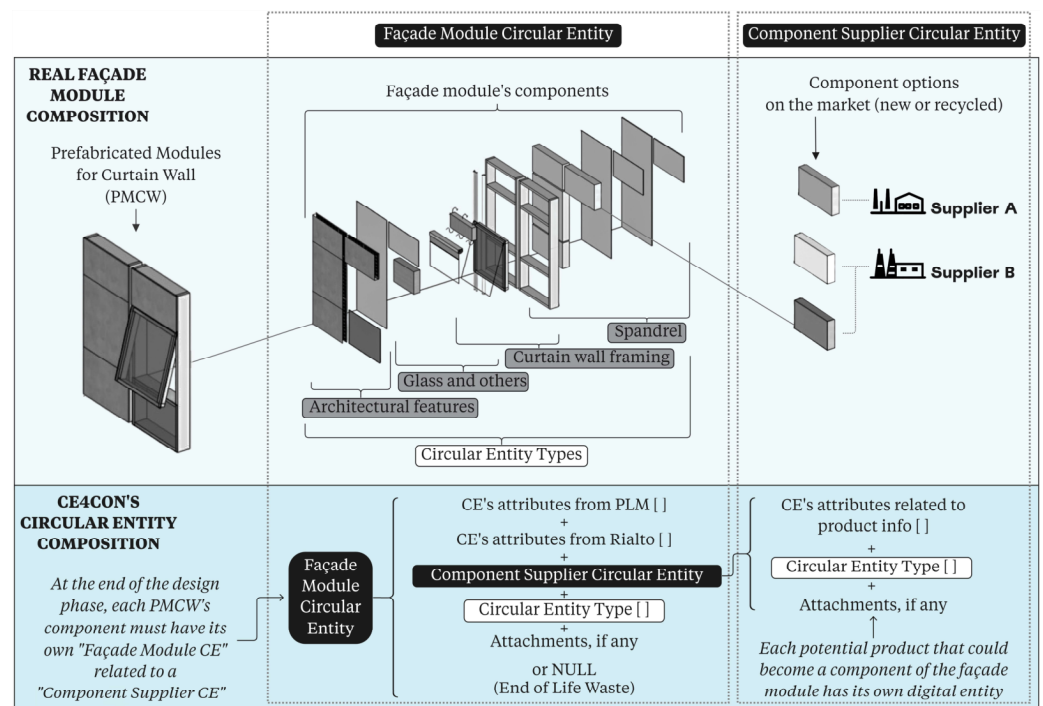 Façade Module Circular Entity
Component Supplier Circular Entity
REAL FAÇADE
MODULE
COMPOSITION
Prefabricated Modules
for Curtain Wall
(PMCW)
Façade module's components
Component options
on the market (new or recycled)
Supplier A
Supplier B
Spandrel
Curtain wall framing
Glass and others
Architectural features
Circular Entity Types
CE4CON'S
CIRCULAR ENTITY
COMPOSITION
At the end of the design
phase, each PMCW's
component must have its
own "Façade Module CE"
related to a
"Component Supplier CE"
Façade
Module
Circular
Entity
CE's attributes from PLM [ ]
+
CE's attributes from Rialto [ ]
+
Component Supplier Circular Entity
+
Circular Entity Type [ ]
+
Attachments, if any
or NULL
(End of Life Waste)
CE's attributes related to
product info [ ]
+
Circular Entity Type [ ]
+
Attachments, if any
Each potential product that could
become a component of the façade
module has its own digital entity